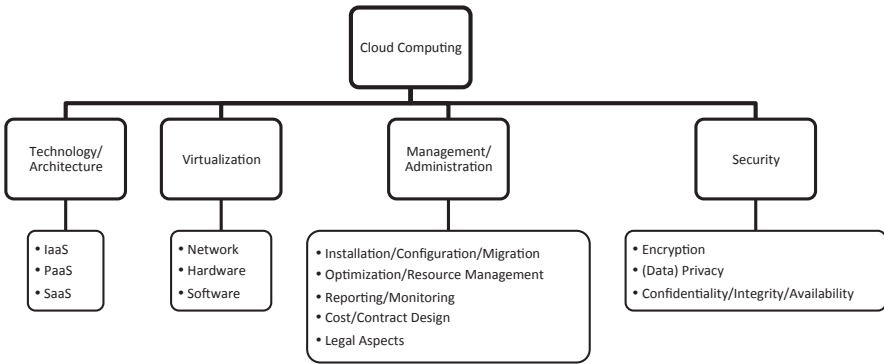 Cloud Computing
Technology/
Architecture
Virtualization
Management/
Administration
Security
• IaaS
• PaaS
• SaaS
• Network
• Hardware
• Software
• Installation/Configuration/Migration
• Optimization/Resource Management
• Reporting/Monitoring
• Cost/Contract Design
• Legal Aspects
• Encryption
• (Data) Privacy
• Confidentiality/Integrity/Availability